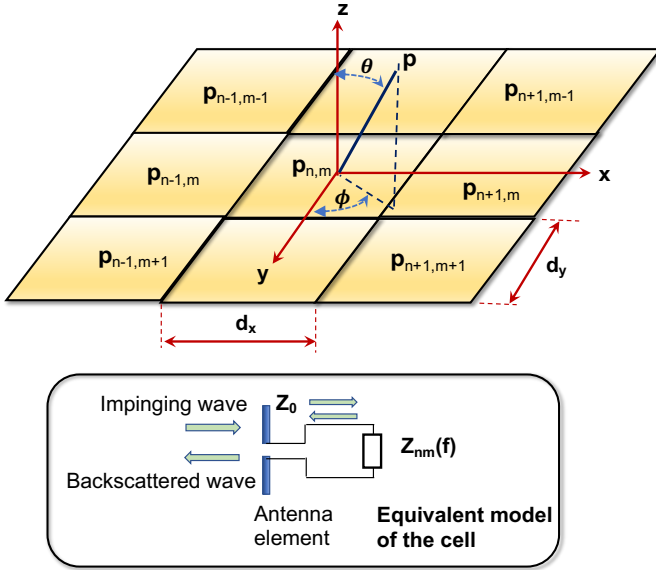 z
θ
p
p_{n-1,m-1}
p_{n+1,m-1}
p_{n-1,m}
p_{n,m}
p_{n+1,m}
x
ϕ
p_{n-1,m+1}
y
p_{n+1,m+1}
d_y
d_x
Impinging wave
Z_0
Z_{nm}(f)
Backscattered wave
Antenna element
Equivalent model
of the cell